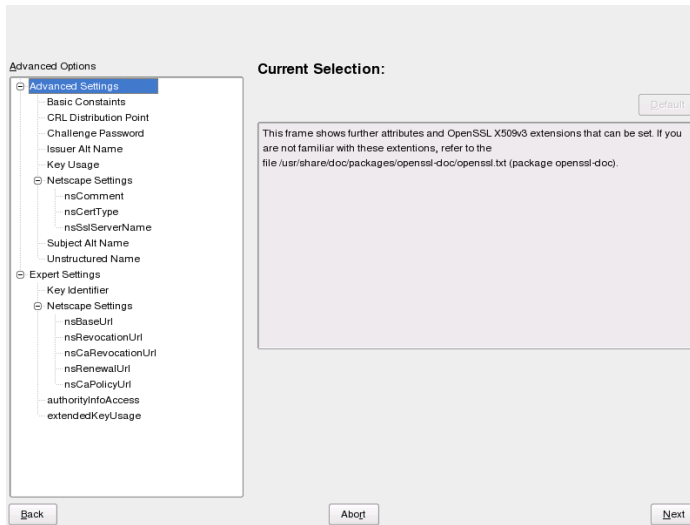 Advanced Options
Advanced Settings
Basic Constaints
CRL Distribution Point
Challenge Password
Issuer Alt Name
Key Usage
Netscape Settings
nsComment
nsCertType
nsSslServerName
Subject Alt Name
Unstructured Name
Expert Settings
Key Identifier
Netscape Settings
nsBaseUrl
nsRevocationUrl
nsCaRevocationUrl
nsRenewalUrl
nsCaPolicyUrl
authorityInfoAccess
extendedKeyUsage
Current Selection:
Default
This frame shows further attributes and OpenSSL X509v3 extensions that can be set. If you
are not familiar with these extentions, refer to the
file /usr/share/doc/packages/openssl-doc/openssl.txt (package openssl-doc).
Back
Abort
Next